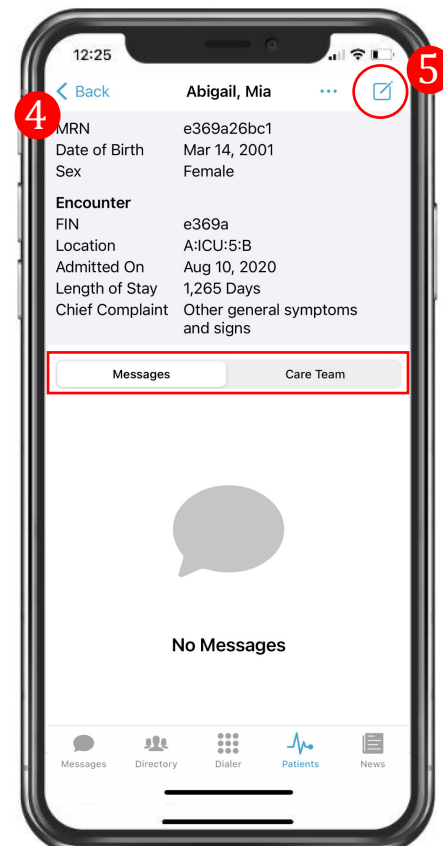 12:25
5
Back Abigail, Mia ...
4
MRN e369a26bc1
Date of Birth Mar 14, 2001
Sex Female
Encounter
FIN e369a
Location A:ICU:5:B
Admitted On Aug 10, 2020
Length of Stay 1,265 Days
Chief Complaint Other general symptoms
and signs
Messages Care Team
No Messages
Messages Directory Dialer Patients News